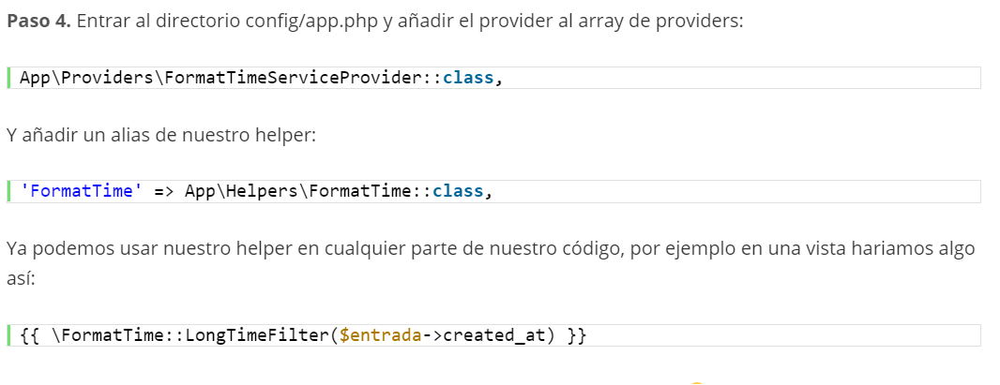 Paso 4. Entrar al directorio config/app.php y añadir el provider al array de providers:
App\Providers\FormatTimeServiceProvider::class,
Y añadir un alias de nuestro helper:
'FormatTime' => App\Helpers\FormatTime::class,
Ya podemos usar nuestro helper en cualquier parte de nuestro código, por ejemplo en una vista hariamos algo
así:
{{ \FormatTime::LongTimeFilter($entrada->created_at) }}